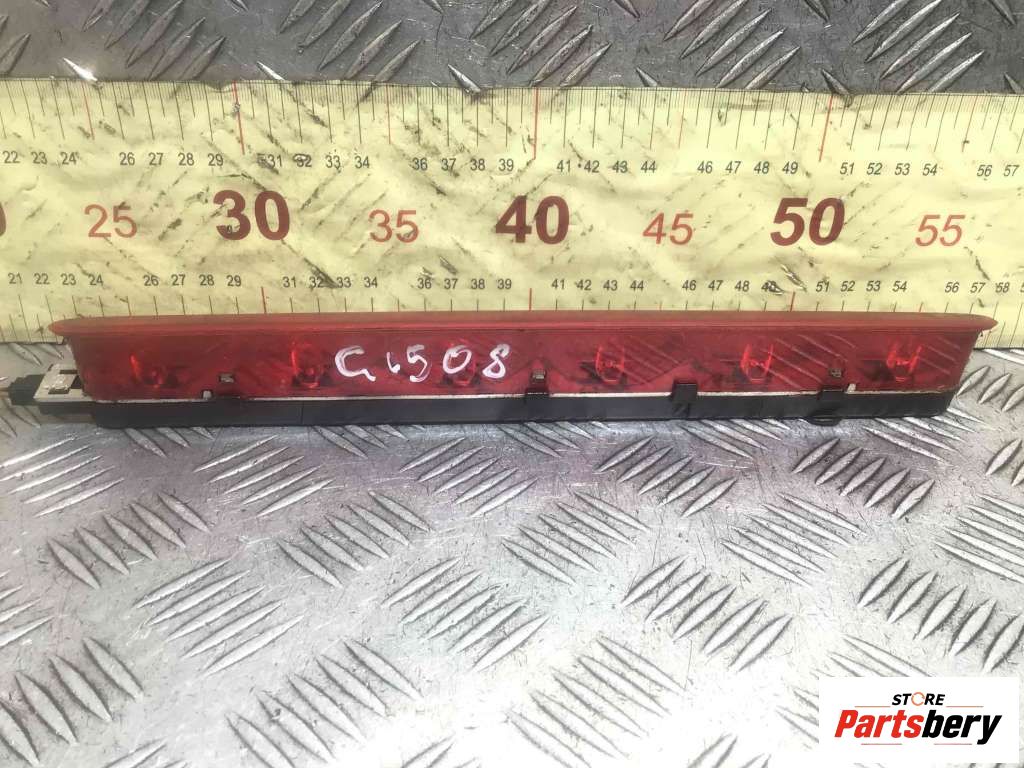 22 23 24 26 27 28 29 31 32 33 34 36 37 38 39 41 42 43 44 46 47 48 49 51 52 53 54 56 57
0 25 30 35 40 45 50 55
21 22 23 24 26 27 28 29 31 32 33 34 36 37 38 39 41 42 43 44 46 47 48 49 51 52 53 54 56 57 58
G1508
STORE
Partsbery